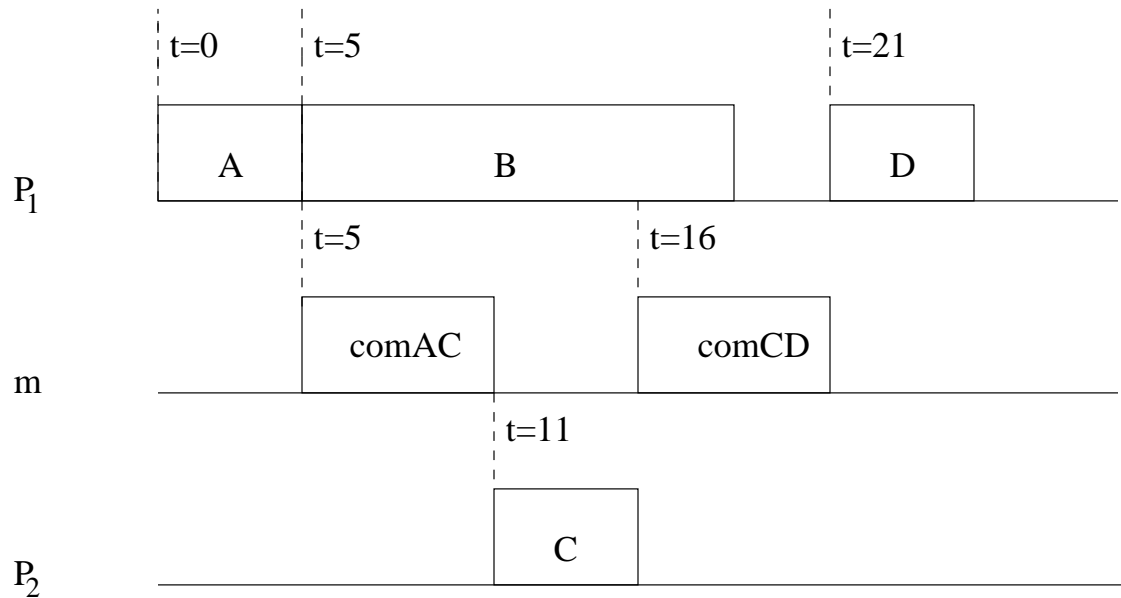 t=0 t=5 t=21
A B D
P1
t=5 t=16
comAC comCD
m
t=11
C
P2